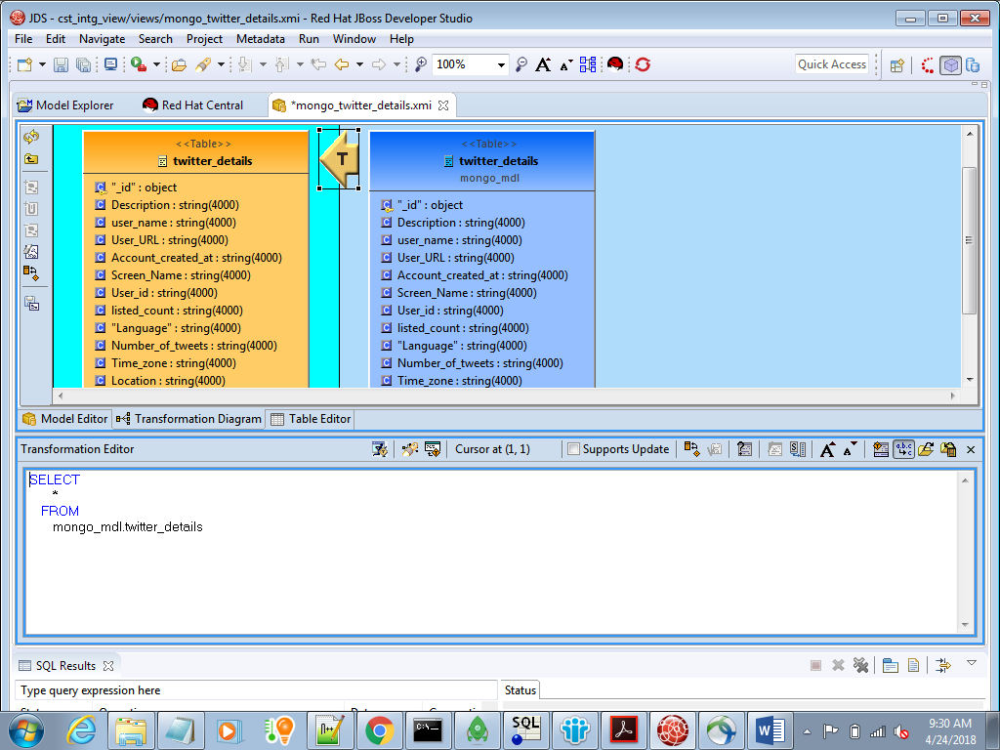 JDS - cst_intg_view/views/mongo_twitter_details.xmi - Red Hat JBoss Developer Studio
File Edit Navigate Search Project Metadata Run Window Help
100% Quick Access
Model Explorer Red Hat Central *mongo_twitter_details.xmi
<<Table>>
twitter_details
"_id" : object
Description : string(4000)
user_name : string(4000)
User_URL : string(4000)
Account_created_at : string(4000)
Screen_Name : string(4000)
User_id : string(4000)
listed_count : string(4000)
"Language" : string(4000)
Number_of_tweets : string(4000)
Time_zone : string(4000)
Location : string(4000)
T
<<Table>>
twitter_details
mongo_mdl
"_id" : object
Description : string(4000)
user_name : string(4000)
User_URL : string(4000)
Account_created_at : string(4000)
Screen_Name : string(4000)
User_id : string(4000)
listed_count : string(4000)
"Language" : string(4000)
Number_of_tweets : string(4000)
Time_zone : string(4000)
Model Editor Transformation Diagram Table Editor
Transformation Editor Cursor at (1, 1) Supports Update
SELECT
*
FROM
mongo_mdl.twitter_details
SQL Results
Type query expression here Status
SQL
9:30 AM
4/24/2018